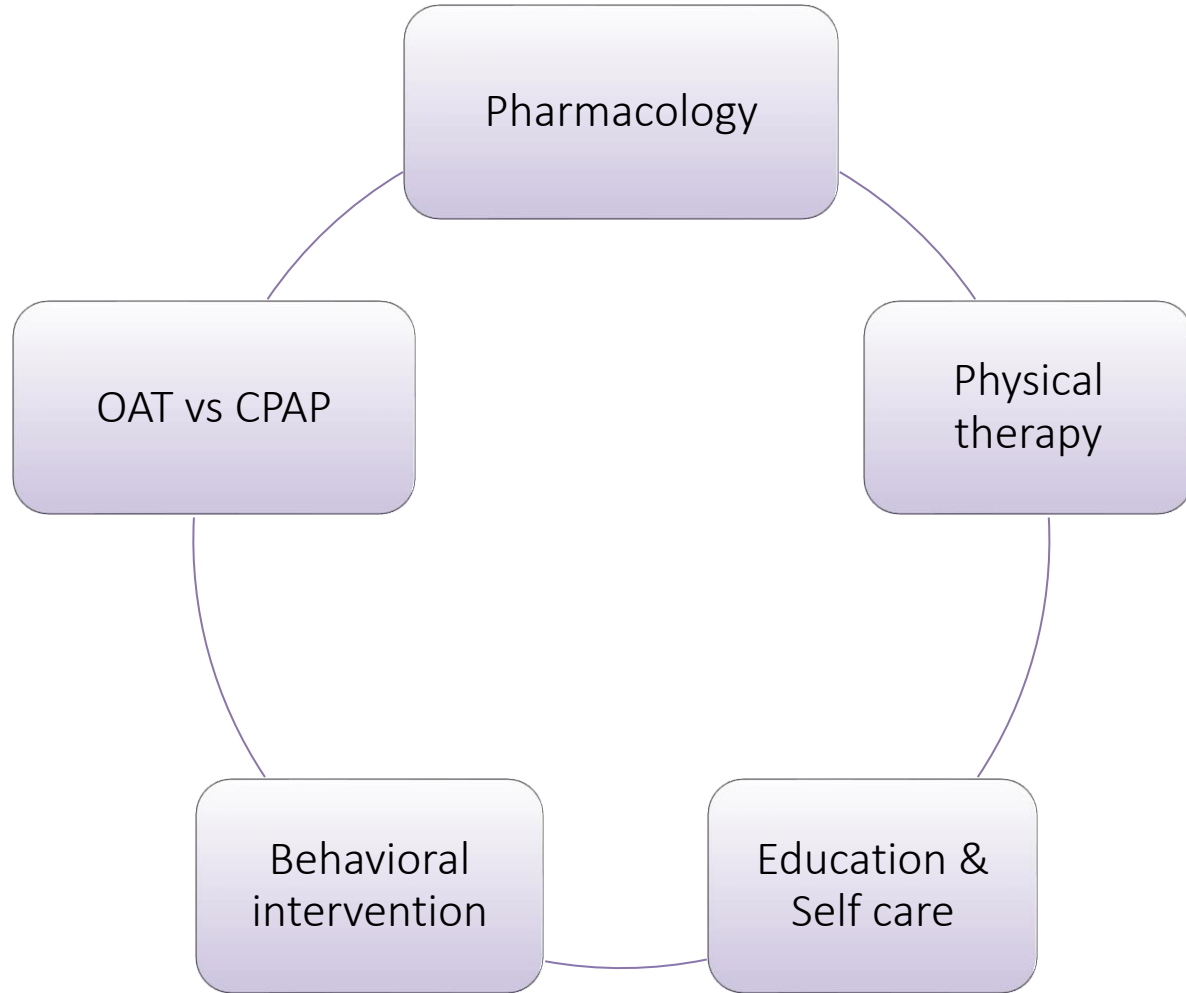 Pharmacology
Physical
therapy
Education &
Self care
Behavioral
intervention
OAT vs CPAP